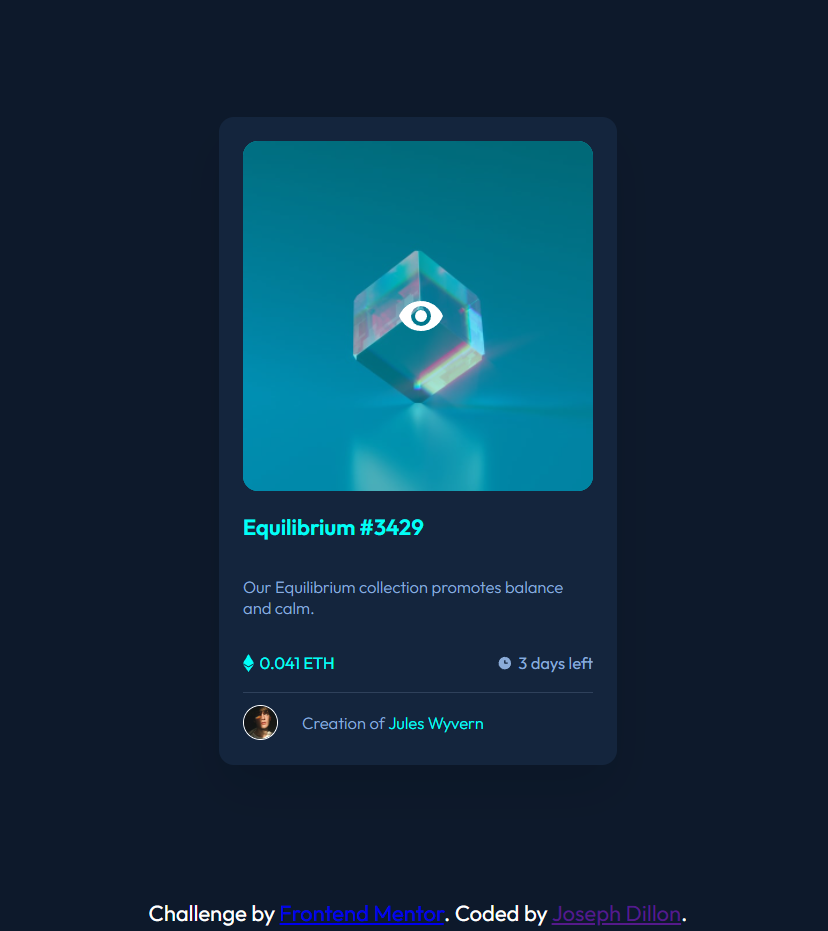 Equilibrium #3429
Our Equilibrium collection promotes balance
and calm.
0.041 ETH
3 days left
Creation of Jules Wyvern
Challenge by Frontend Mentor. Coded by Joseph Dillon.